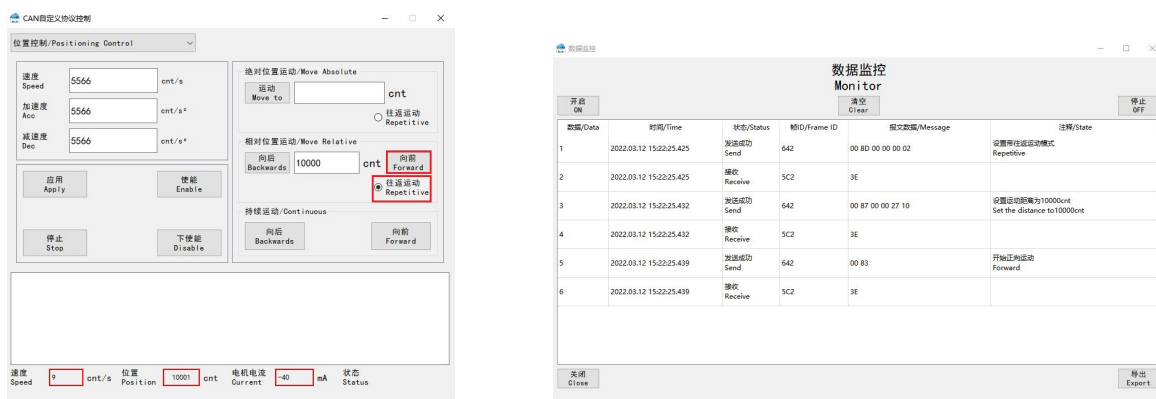 CAN自定义协议控制
位置控制/Positioning Control
速度
Speed
5566
cnt/s
加速度
Acc
5566
cnt/s²
减速度
Dec
5566
cnt/s²
应用
Apply
使能
Enable
停止
Stop
下使能
Disable
绝对位置运动/Move Absolute
运动
Move to
cnt
往返运动
Repetitive
相对位置运动/Move Relative
向后
Backwards
10000
cnt
向前
Forward
往返运动
Repetitive
持续运动/Continuous
向后
Backwards
向前
Forward
速度
Speed
9
cnt/s
位置
Position
10001
cnt
电机电流
Current
-40
mA
状态
Status
数据监控
数据监控
Monitor
开启
ON
清空
Clear
停止
OFF
数据/Data 时间/Time 状态/Status 帧ID/Frame ID 报文数据/Message 注释/State
1 2022.03.12 15:22:25.425 发送成功 Send 642 00 8D 00 00 00 02 设置带往返运动模式 Repetitive
2 2022.03.12 15:22:25.425 接收 Receive 5C2 3E
3 2022.03.12 15:22:25.432 发送成功 Send 642 00 87 00 00 27 10 设置运动距离为10000cnt Set the distance to10000cnt
4 2022.03.12 15:22:25.432 接收 Receive 5C2 3E
5 2022.03.12 15:22:25.439 发送成功 Send 642 00 83 开始正向运动 Forward
6 2022.03.12 15:22:25.439 接收 Receive 5C2 3E
关闭
Close
导出
Export